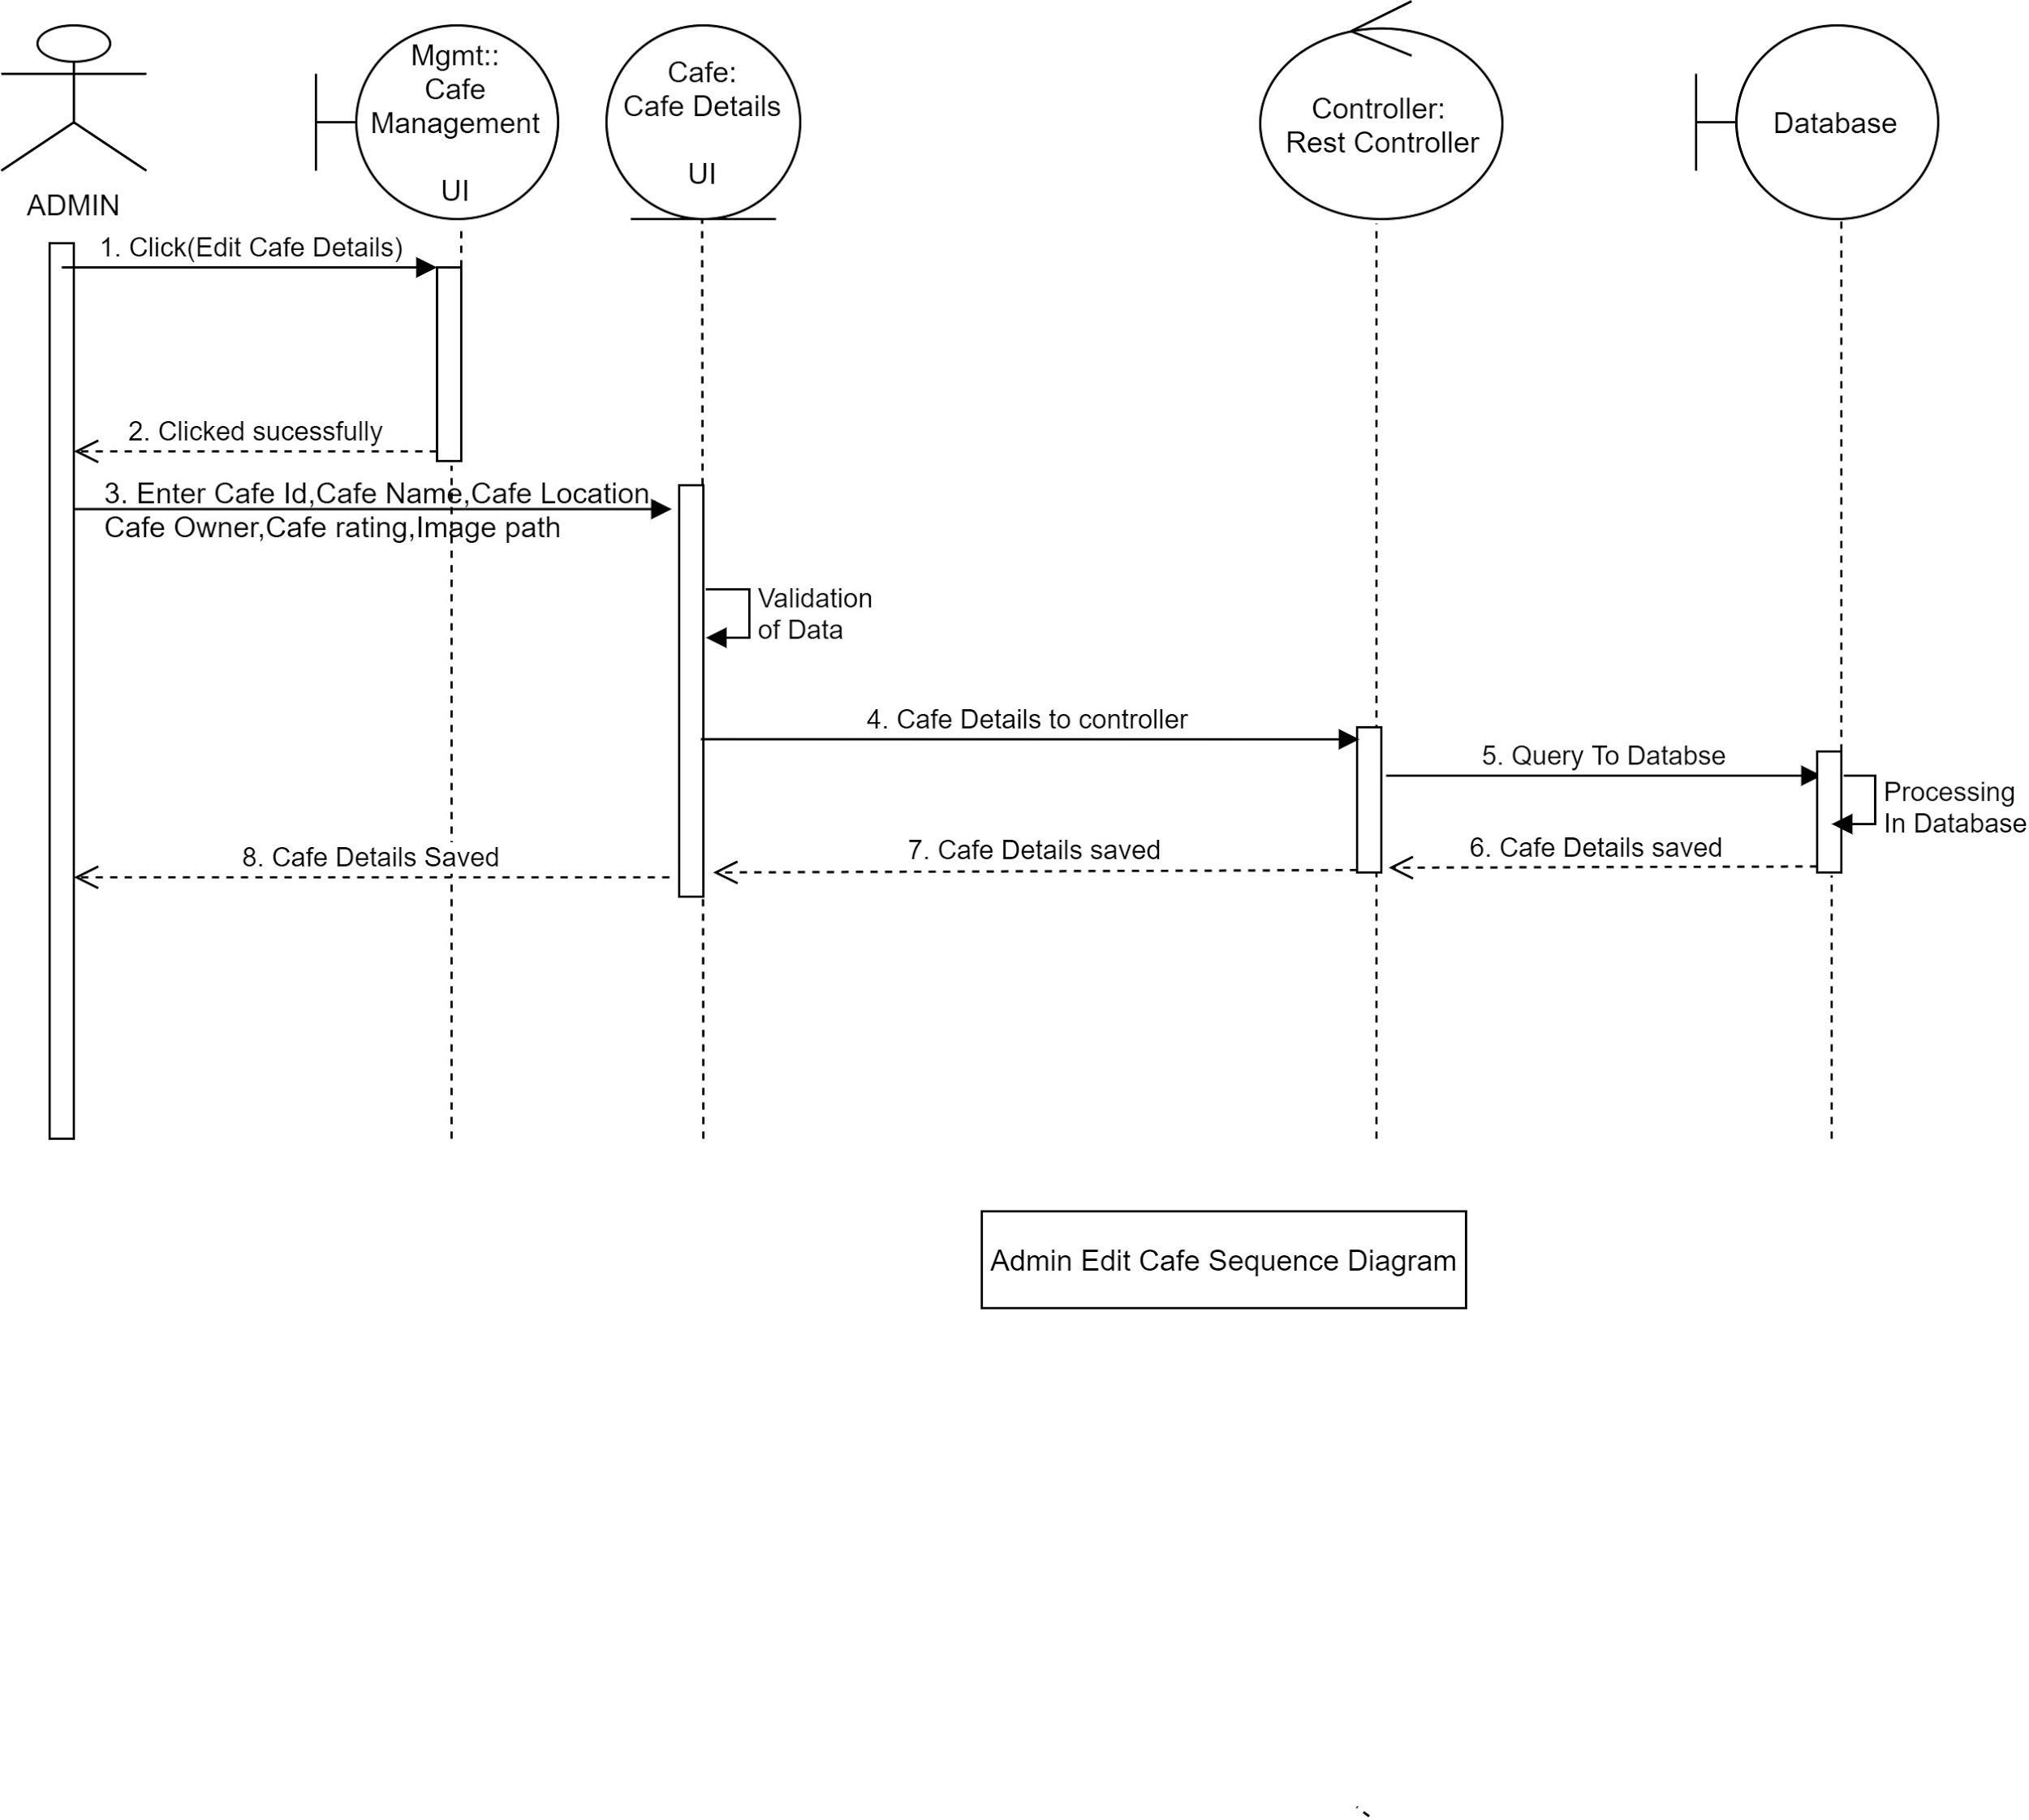 Mgmt::
Cafe
Management
UI
Cafe:
Cafe Details
UI
Controller:
Rest Controller
Database
ADMIN
1. Click(Edit Cafe Details)
2. Clicked sucessfully
3. Enter Cafe Id,Cafe Name,Cafe Location
Cafe Owner,Cafe rating,Image path
Validation
of Data
4. Cafe Details to controller
5. Query To Databse
Processing
In Database
6. Cafe Details saved
7. Cafe Details saved
8. Cafe Details Saved
Admin Edit Cafe Sequence Diagram